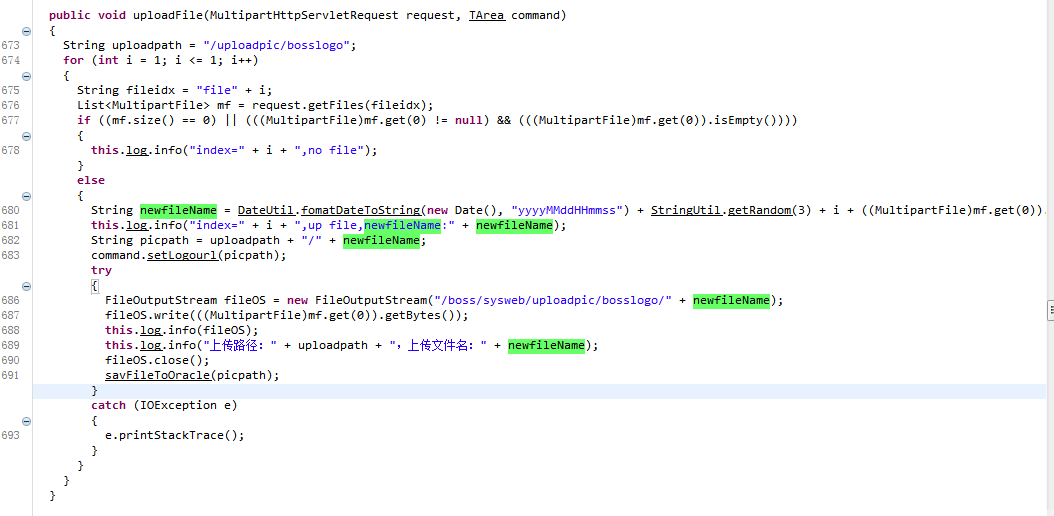 public void uploadFile(MultipartHttpServletRequest request, TArea command)
{
673 String uploadpath = "/uploadpic/bosslogo";
674 for (int i = 1; i <= 1; i++)
{
675 String fileidx = "file" + i;
676 List<MultipartFile> mf = request.getFiles(fileidx);
677 if ((mf.size() == 0) || (((MultipartFile)mf.get(0) != null) && (((MultipartFile)mf.get(0)).isEmpty())))
{
678 this.log.info("index=" + i + ",no file");
}
else
{
680 String newfileName = DateUtil.fomatDateToString(new Date(), "yyyyMMddHHmmss") + StringUtil.getRandom(3) + i + ((MultipartFile)mf.get(0)).
681 this.log.info("index=" + i + ",up file,newfileName:" + newfileName);
682 String picpath = uploadpath + "/" + newfileName;
683 command.setLogourl(picpath);
try
{
686 FileOutputStream fileOS = new FileOutputStream("/boss/sysweb/uploadpic/bosslogo/" + newfileName);
687 fileOS.write(((MultipartFile)mf.get(0)).getBytes());
688 this.log.info(fileOS);
689 this.log.info("上传路径：" + uploadpath + "，上传文件名：" + newfileName);
690 fileOS.close();
691 savFileToOracle(picpath);
}
catch (IOException e)
{
693 e.printStackTrace();
}
}
}
}